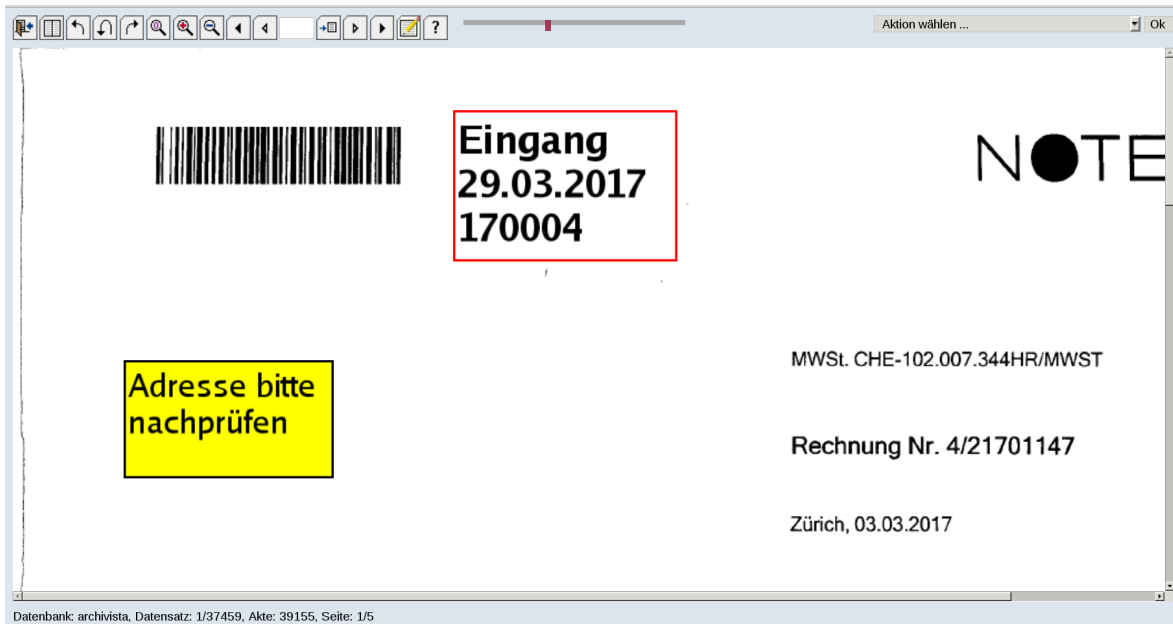 Aktion wählen ...
Ok
?
Eingang
29.03.2017
170004
NOTE
Adresse bitte
nachprüfen
MWSt. CHE-102.007.344HR/MWST
Rechnung Nr. 4/21701147
Zürich, 03.03.2017
Datenbank: archivista, Datensatz: 1/37459, Akte: 39155, Seite: 1/5